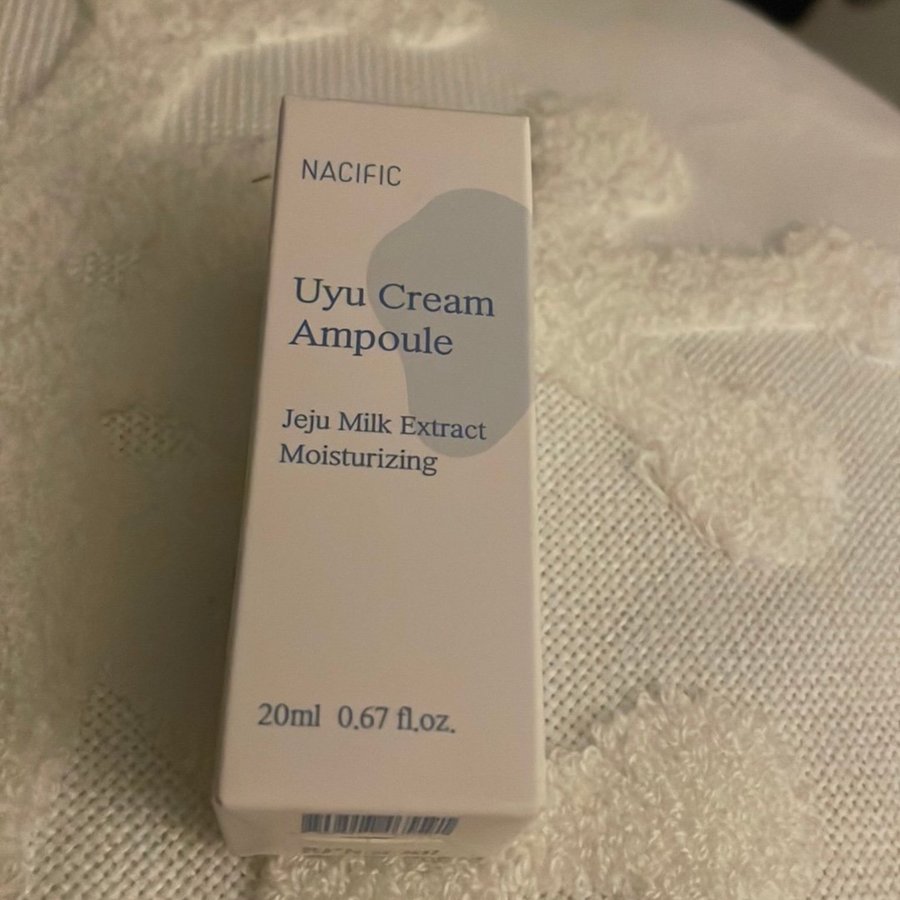 NACIFIC
Uyu Cream
Ampoule
Jeju Milk Extract
Moisturizing
20ml 0.67 fl.oz.